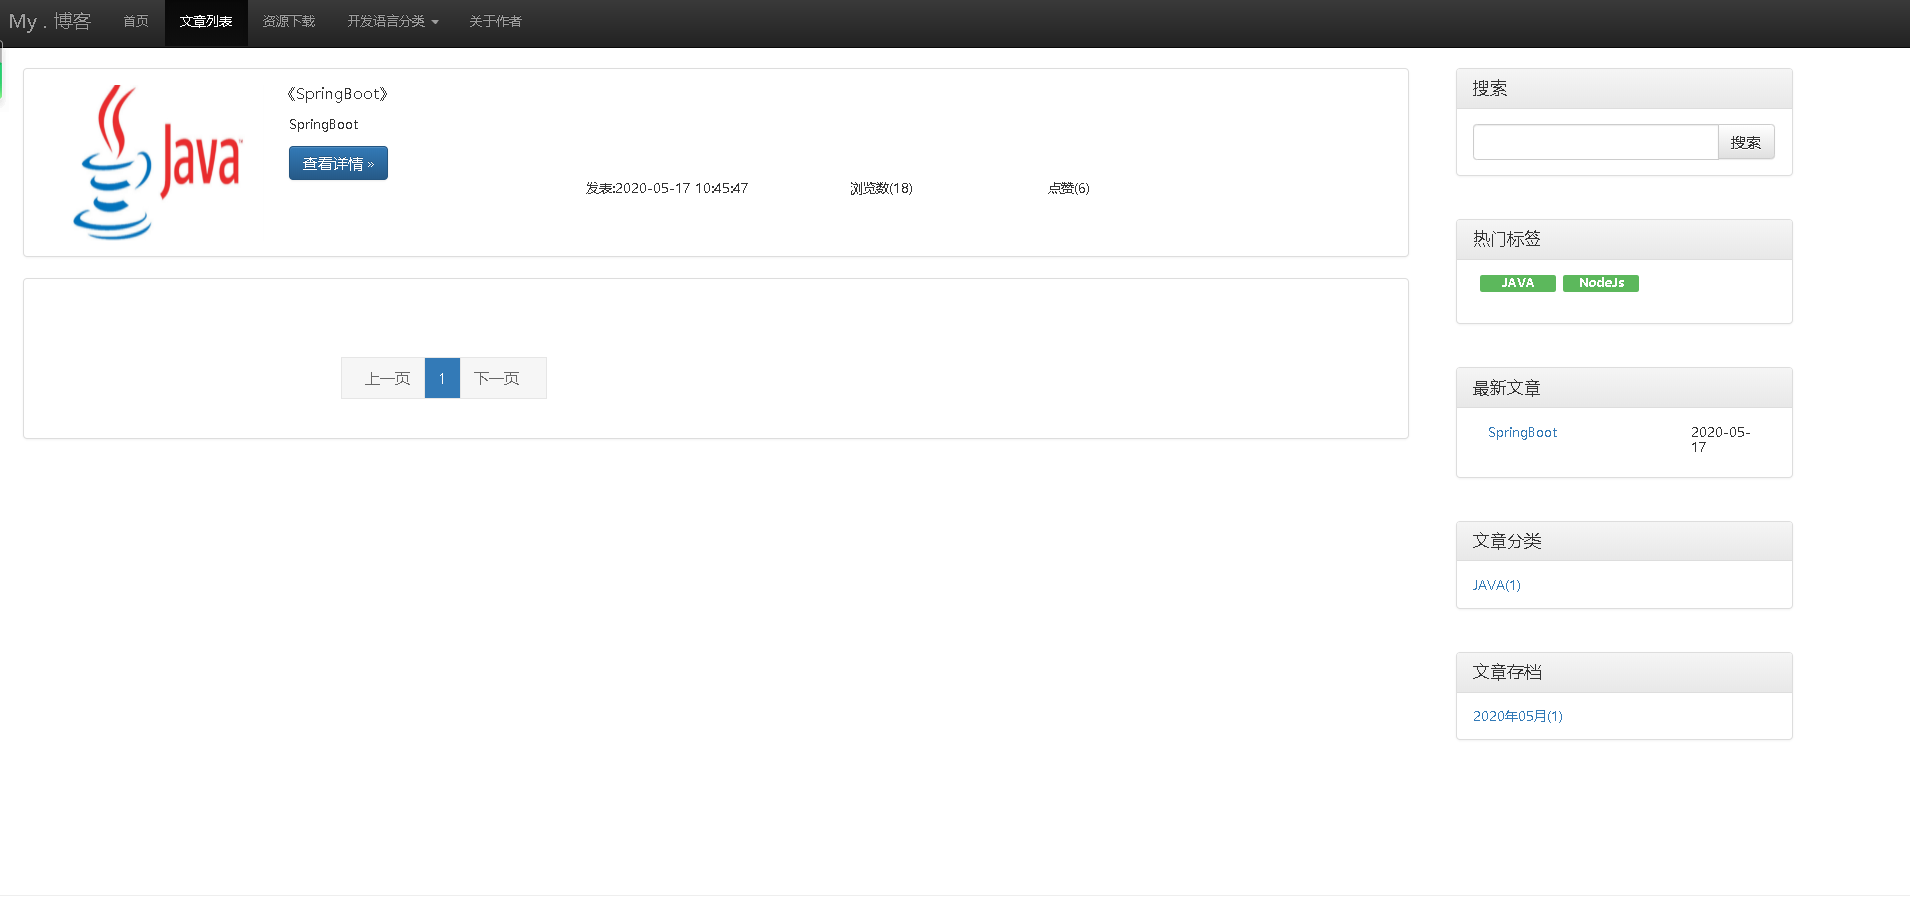 My . 博客 首页 文章列表 资源下载 开发语言分类 关于作者
Java™
《SpringBoot》
SpringBoot
查看详情 »
发表:2020-05-17 10:45:47 浏览数(18) 点赞(6)
上一页 1 下一页
搜索
搜索
热门标签
JAVA NodeJs
最新文章
SpringBoot 2020-05-
17
文章分类
JAVA(1)
文章存档
2020年05月(1)